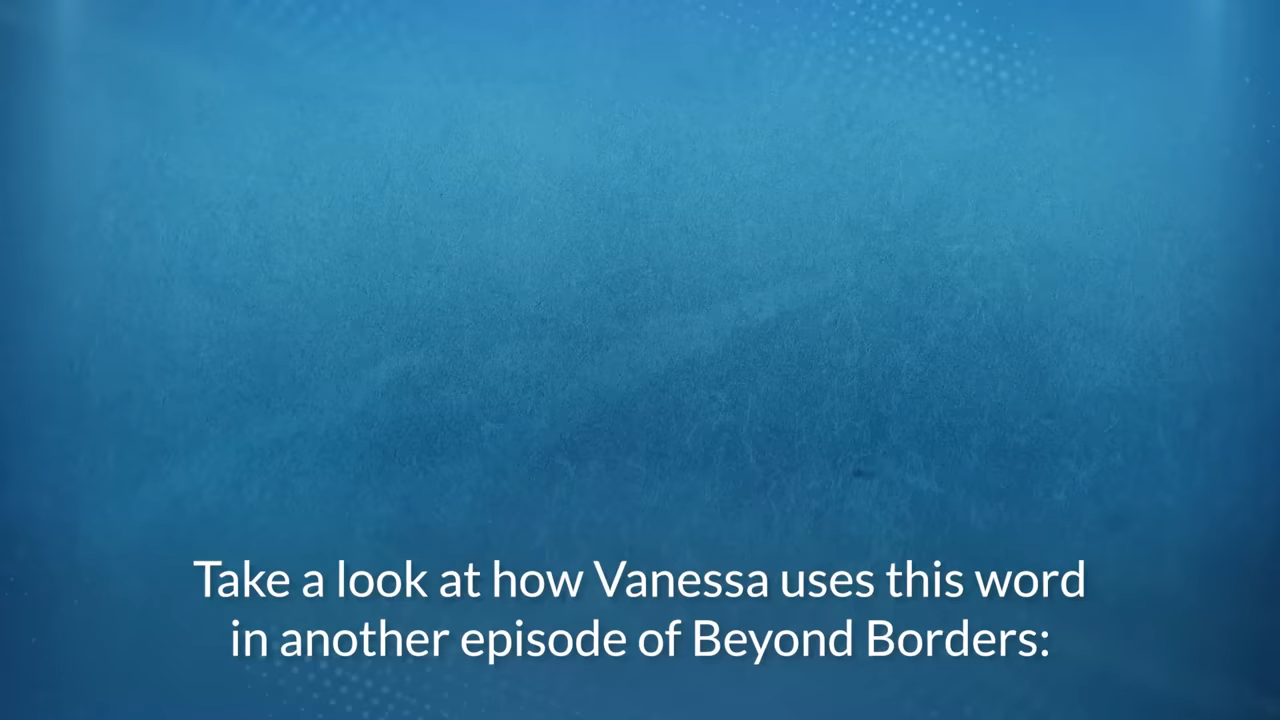 Take a look at how Vanessa uses this word
in another episode of Beyond Borders: